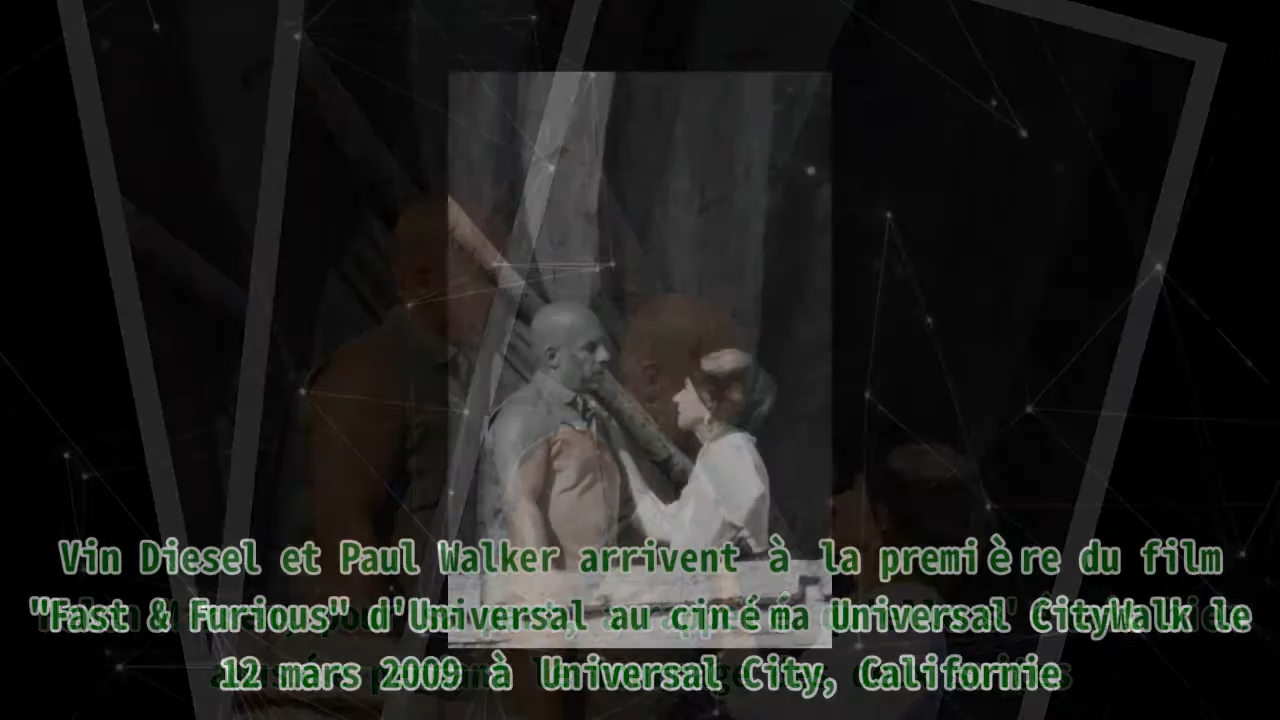 Vin Diesel et Paul Walker arrivent à la première du film
"Fast & Furious" d'Universal au cinéma Universal CityWalk le
12 mars 2009 à Universal City, Californie